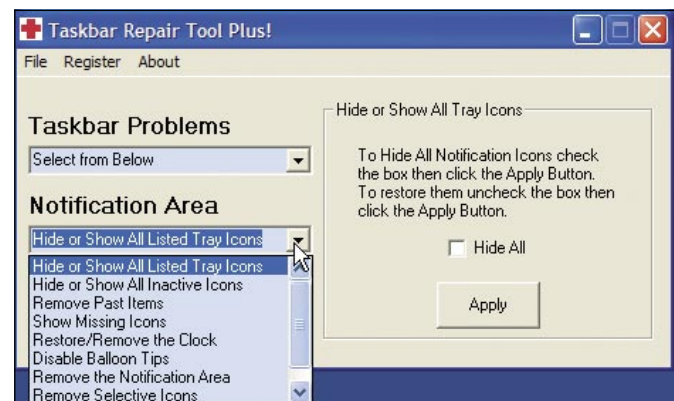 Taskbar Repair Tool Plus!
File Register About
Taskbar Problems
Select from Below
Notification Area
Hide or Show All Listed Tray Icons
Hide or Show All Listed Tray Icons
Hide or Show All Inactive Icons
Remove Past Items
Show Missing Icons
Restore/Remove the Clock
Disable Balloon Tips
Remove the Notification Area
Remove Selective Icons
Hide or Show All Tray Icons
To Hide All Notification Icons check
the box then click the Apply Button.
To restore them uncheck the box then
click the Apply Button.
Hide All
Apply